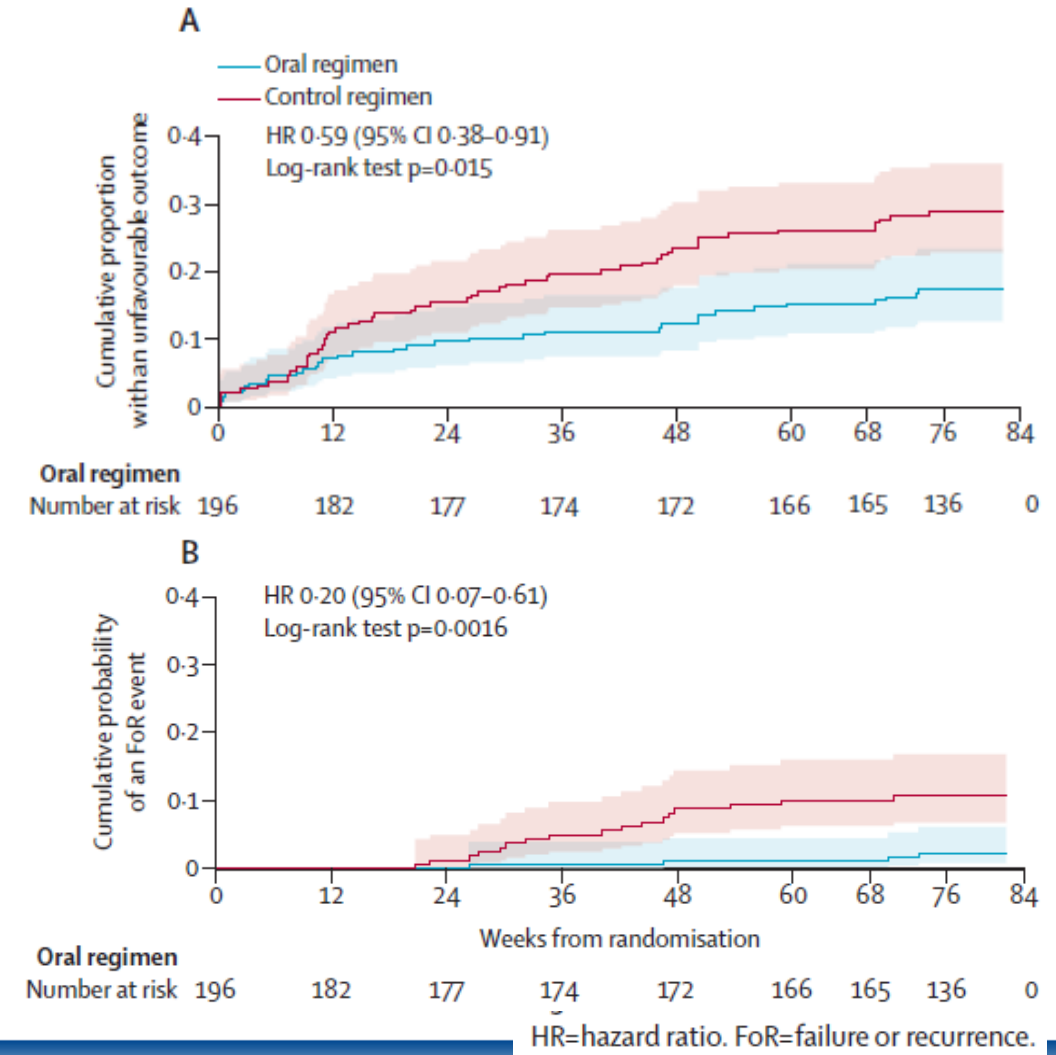 A
Oral regimen
Control regimen
HR 0·59 (95% CI 0·38–0·91)
Log-rank test p=0·015
Cumulative proportion
withan unfavourable outcome
0·4
0·3
0·2
0·1
0
0 12 24 36 48 60 68 76 84
Oral regimen
Number at risk 196 182 177 174 172 166 165 136 0
B
HR 0·20 (95% CI 0·07–0·61)
Log-rank test p=0·0016
Cumulative probability
of an FoR event
0·4
0·3
0·2
0·1
0
0 12 24 36 48 60 68 76 84
Weeks from randomisation
Oral regimen
Number at risk 196 182 177 174 172 166 165 136 0
HR=hazard ratio. FoR=failure or recurrence.